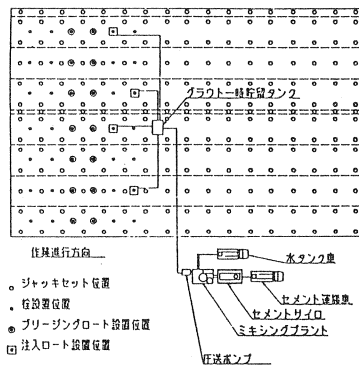 グラウト一時貯留タンク
作業進行方向
水タンク車
ジャッキセット位置
栓設置位置
セメント運搬車
セメントサイロ
ブリージングロート設置位置
ミキシングプラント
注入ロート設置位置
圧送ポンプ